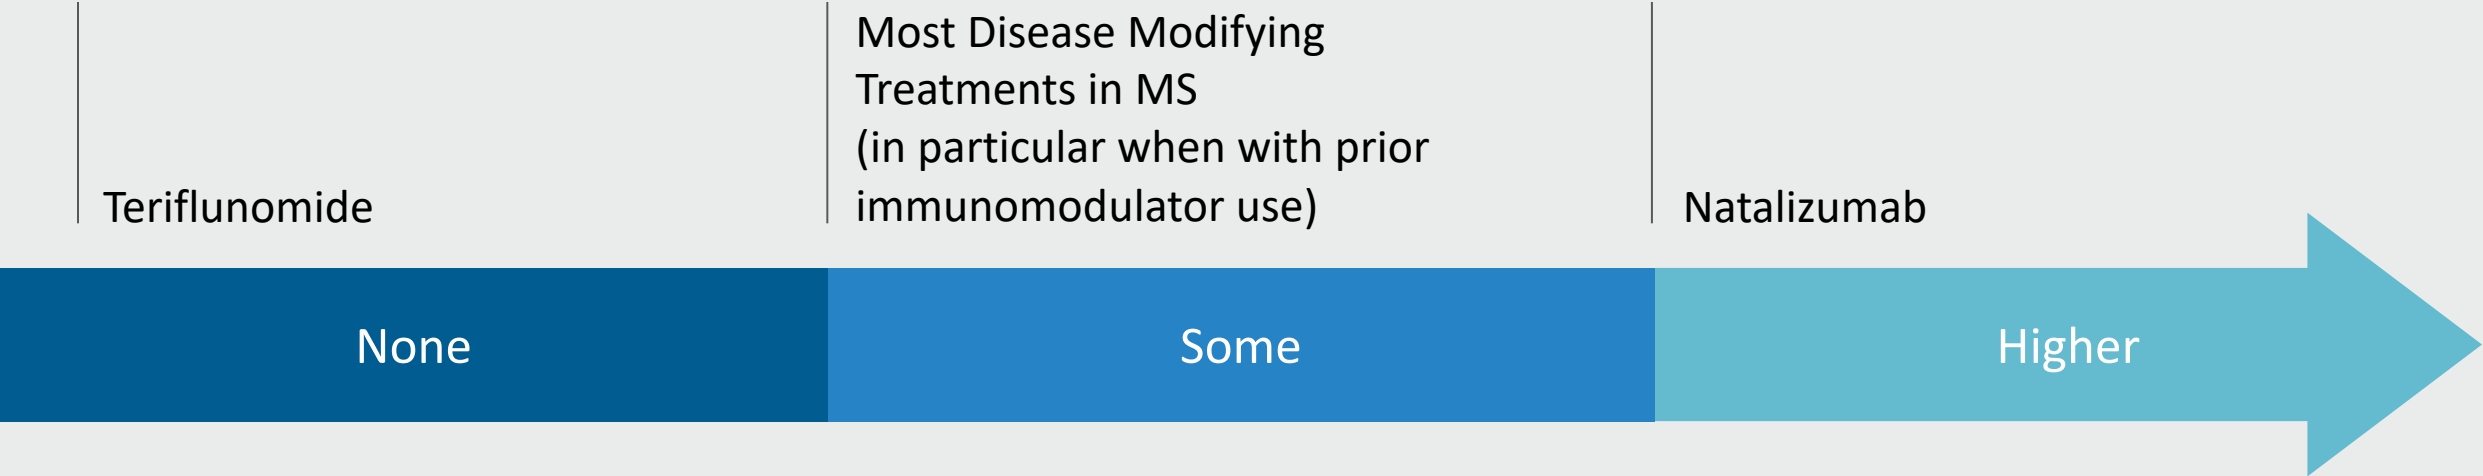 Teriflunomide
Most Disease Modifying
Treatments in MS
(in particular when with prior
immunomodulator use)
Natalizumab
None
Some
Higher